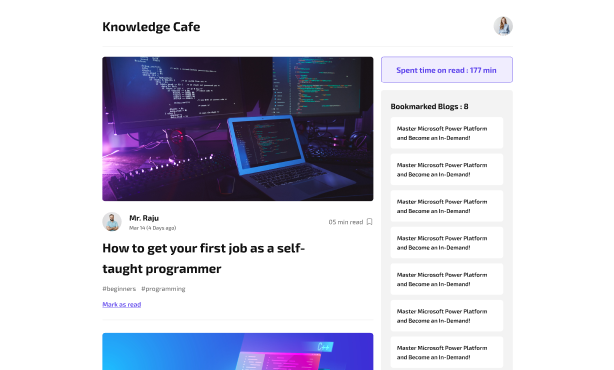 Knowledge Cafe
Spent time on read : 177 min
Mr. Raju
Mar 14 (4 Days ago)
05 min read
How to get your first job as a self-
taught programmer
#beginners #programming
Mark as read
Bookmarked Blogs : 8
Master Microsoft Power Platform
and Become an In-Demand!
Master Microsoft Power Platform
and Become an In-Demand!
Master Microsoft Power Platform
and Become an In-Demand!
Master Microsoft Power Platform
and Become an In-Demand!
Master Microsoft Power Platform
and Become an In-Demand!
Master Microsoft Power Platform
and Become an In-Demand!
Master Microsoft Power Platform
and Become an In-Demand!